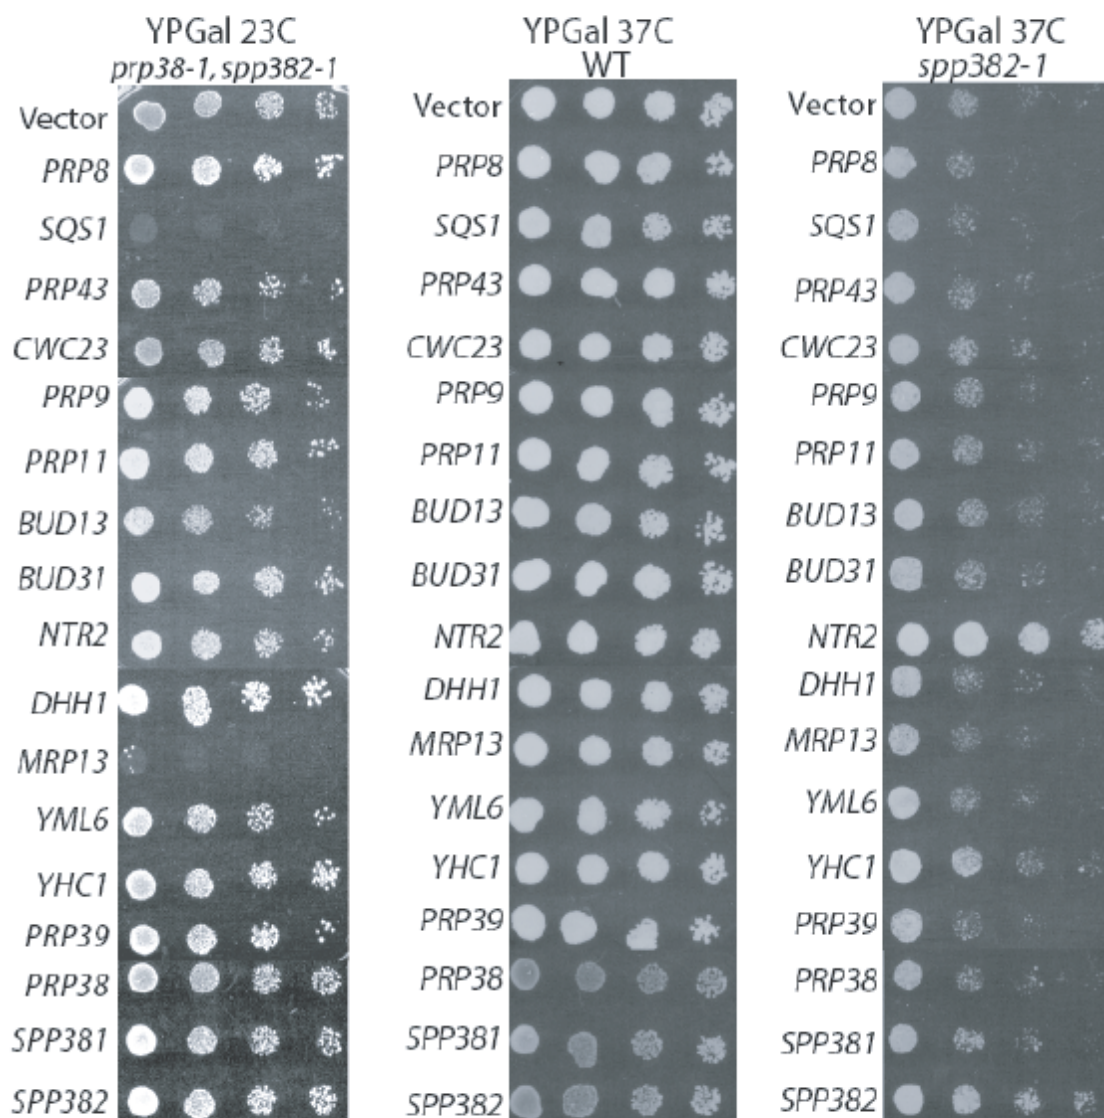 YPGal 23C
prp38-1, spp382-1
Vector
PRP8
SQS1
PRP43
CWC23
PRP9
PRP11
BUD13
BUD31
NTR2
DHH1
MRP13
YML6
YHC1
PRP39
PRP38
SPP381
SPP382
YPGal 37C
WT
Vector
PRP8
SQS1
PRP43
CWC23
PRP9
PRP11
BUD13
BUD31
NTR2
DHH1
MRP13
YML6
YHC1
PRP39
PRP38
SPP381
SPP382
YPGal 37C
spp382-1
Vector
PRP8
SQS1
PRP43
CWC23
PRP9
PRP11
BUD13
BUD31
NTR2
DHH1
MRP13
YML6
YHC1
PRP39
PRP38
SPP381
SPP382